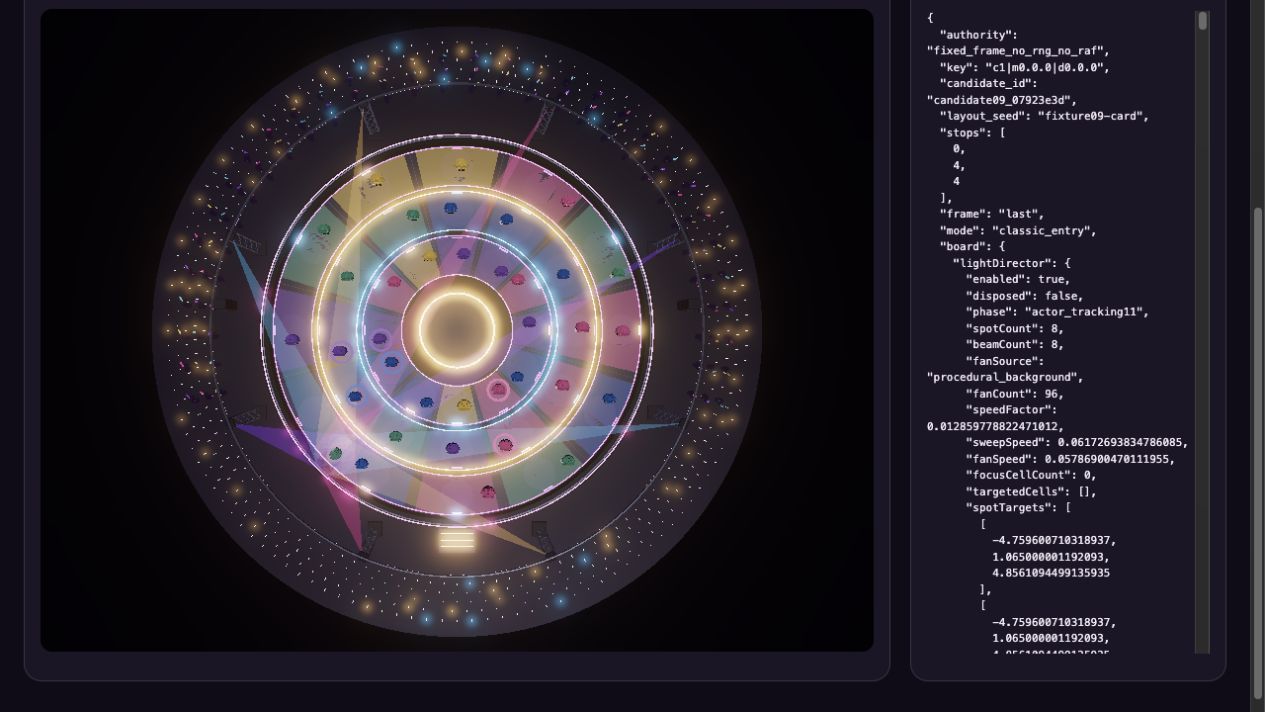 {
"authority":
"fixed_frame_no_rng_no_raf",
"key": "c1|m0.0.0|d0.0.0",
"candidate_id":
"candidate09_07923e3d",
"layout_seed": "fixture09-card",
"stops": [
0,
4,
4
],
"frame": "last",
"mode": "classic_entry",
"board": {
"lightDirector": {
"enabled": true,
"disposed": false,
"phase": "actor_tracking11",
"spotCount": 8,
"beamCount": 8,
"fanSource":
"procedural_background",
"fanCount": 96,
"speedFactor":
0.012859778822471012,
"sweepSpeed": 0.06172693834786085,
"fanSpeed": 0.05786900470111955,
"focusCellCount": 0,
"targetedCells": [],
"spotTargets": [
[
-4.759600710318937,
1.065000001192093,
4.8561094499135935
],
[
-4.759600710318937,
1.065000001192093,
4.8561094499135935